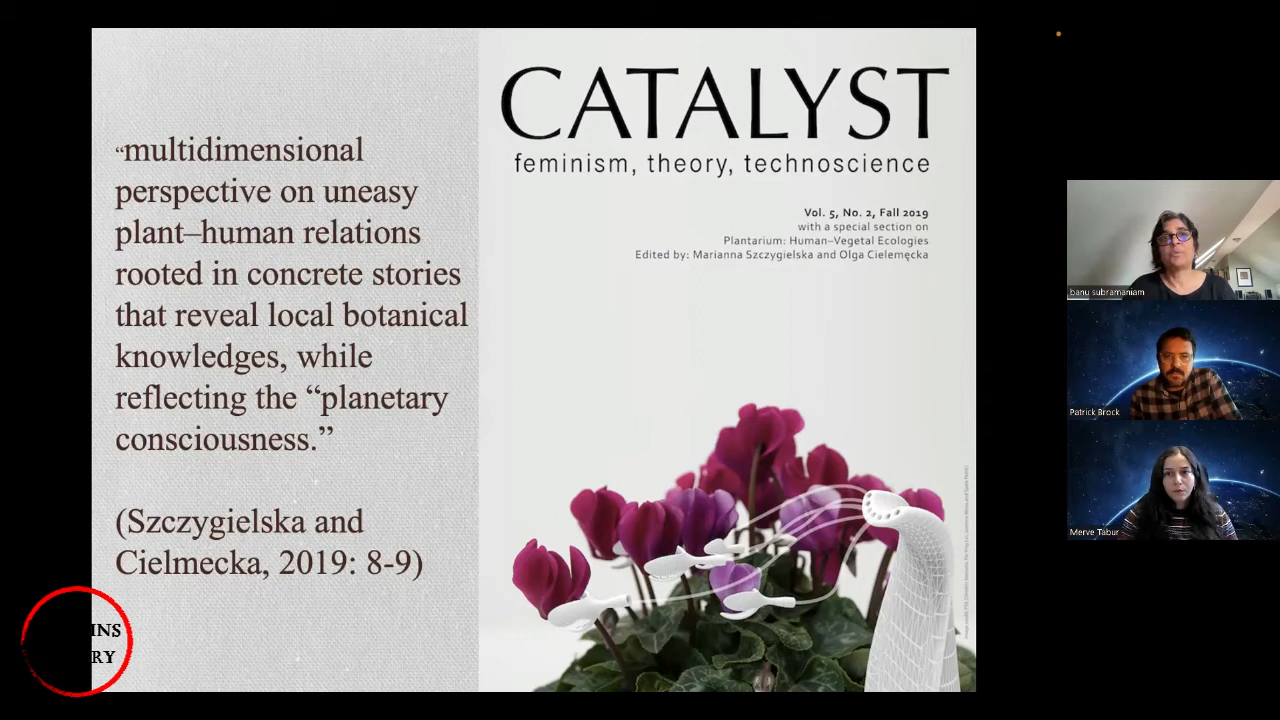 “multidimensional
perspective on uneasy
plant–human relations
rooted in concrete stories
that reveal local botanical
knowledges, while
reflecting the “planetary
consciousness.”
(Szczygielska and
Cielmecka, 2019: 8-9)
CATALYST
feminism, theory, technoscience
Vol. 5, No. 2, Fall 2019
with a special section on
Plantarium: Human–Vegetal Ecologies
Edited by: Marianna Szczygielska and Olga Cielemęcka
banu subramaniam
Patrick Brock
Merve Tabur
INS
RY